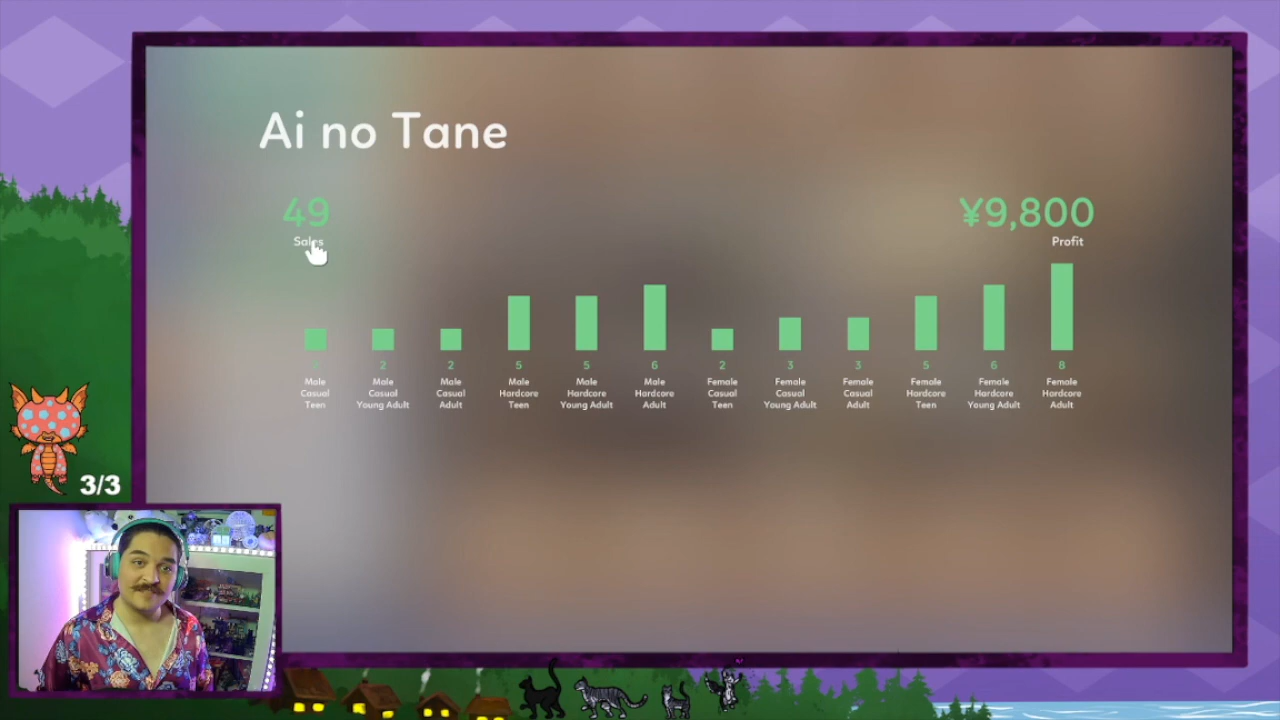 Ai no Tane
49
¥9,800
Sales
Profit
2
2
5
5
6
2
3
3
5
6
8
Male Casual Teen
Male Casual Young Adult
Male Casual Adult
Male Hardcore Teen
Male Hardcore Young Adult
Male Hardcore Adult
Female Casual Teen
Female Casual Young Adult
Female Casual Adult
Female Hardcore Teen
Female Hardcore Young Adult
Female Hardcore Adult
3/3